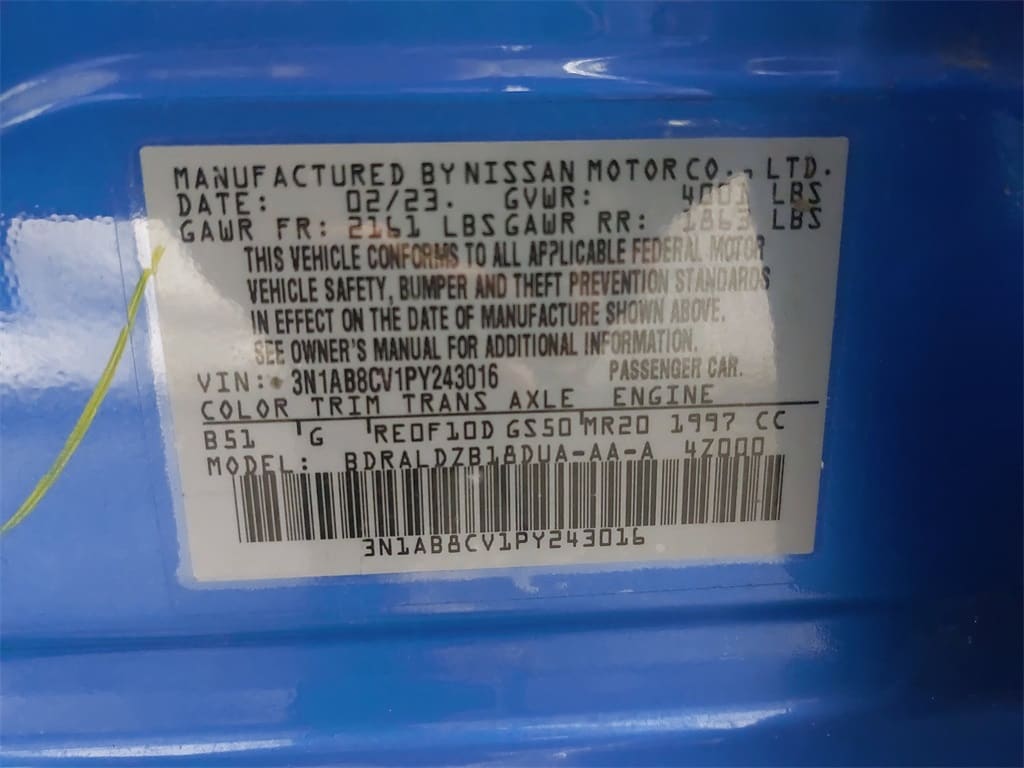 MANUFACTURED BY NISSAN MOTOR CO., LTD.
DATE: 02/23. GVWR: 4001 LBS
GAWR FR: 2161 LBS GAWR RR: 1863 LBS
THIS VEHICLE CONFORMS TO ALL APPLICABLE FEDERAL MOTOR
VEHICLE SAFETY, BUMPER AND THEFT PREVENTION STANDARDS
IN EFFECT ON THE DATE OF MANUFACTURE SHOWN ABOVE.
SEE OWNER'S MANUAL FOR ADDITIONAL INFORMATION.
VIN: 3N1AB8CV1PY243016 PASSENGER CAR.
COLOR TRIM TRANS AXLE ENGINE
B51 G RE0F10D GS50 MR20 1997 CC
MODEL: BDRALDZB18DUA-AA-A 4Z000
3N1AB8CV1PY243016